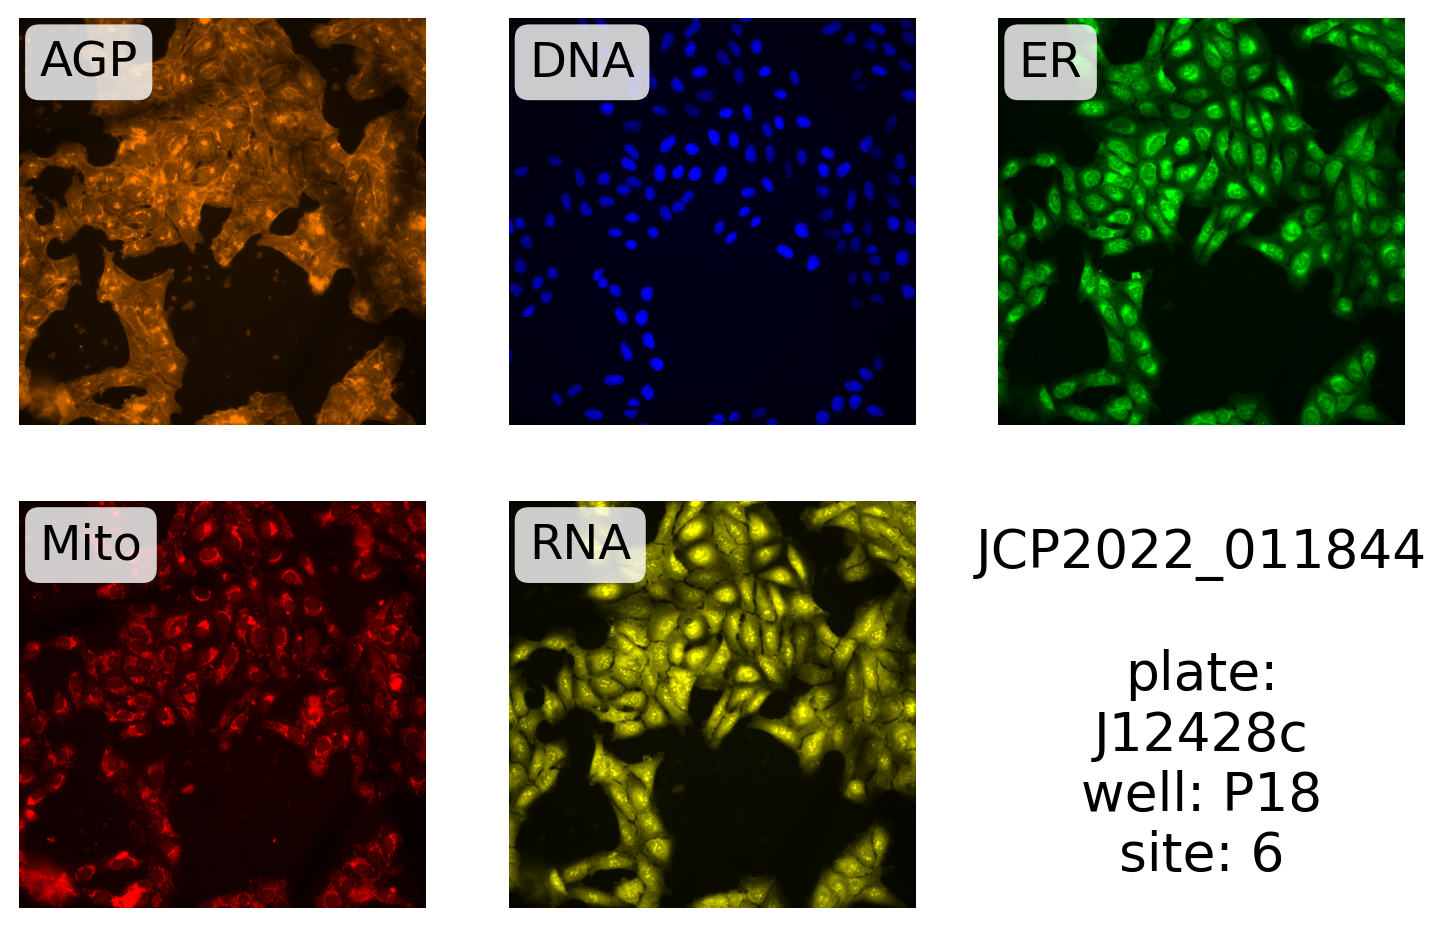 AGP
DNA
ER
Mito
RNA
JCP2022_011844
plate:
J12428c
well: P18
site: 6